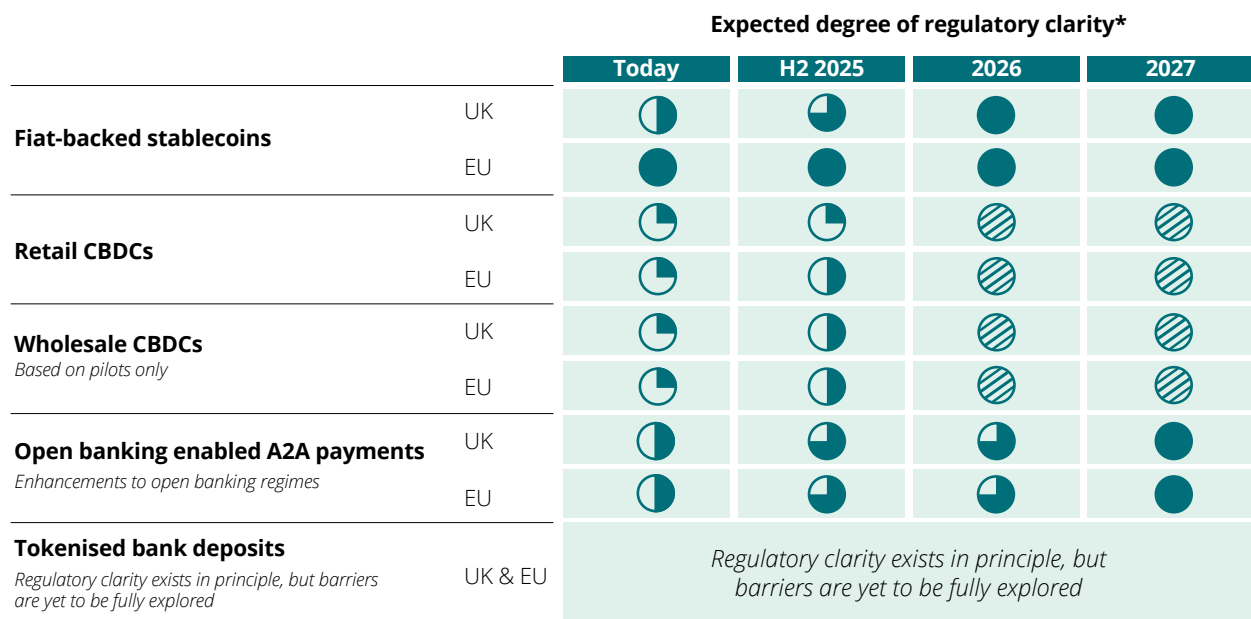 Expected degree of regulatory clarity*
Today
H2 2025
2026
2027
Fiat-backed stablecoins
UK
EU
Retail CBDCs
UK
EU
Wholesale CBDCs
Based on pilots only
UK
EU
Open banking enabled A2A payments
Enhancements to open banking regimes
UK
EU
Tokenised bank deposits
Regulatory clarity exists in principle, but barriers
are yet to be fully explored
UK & EU
Regulatory clarity exists in principle, but
barriers are yet to be fully explored